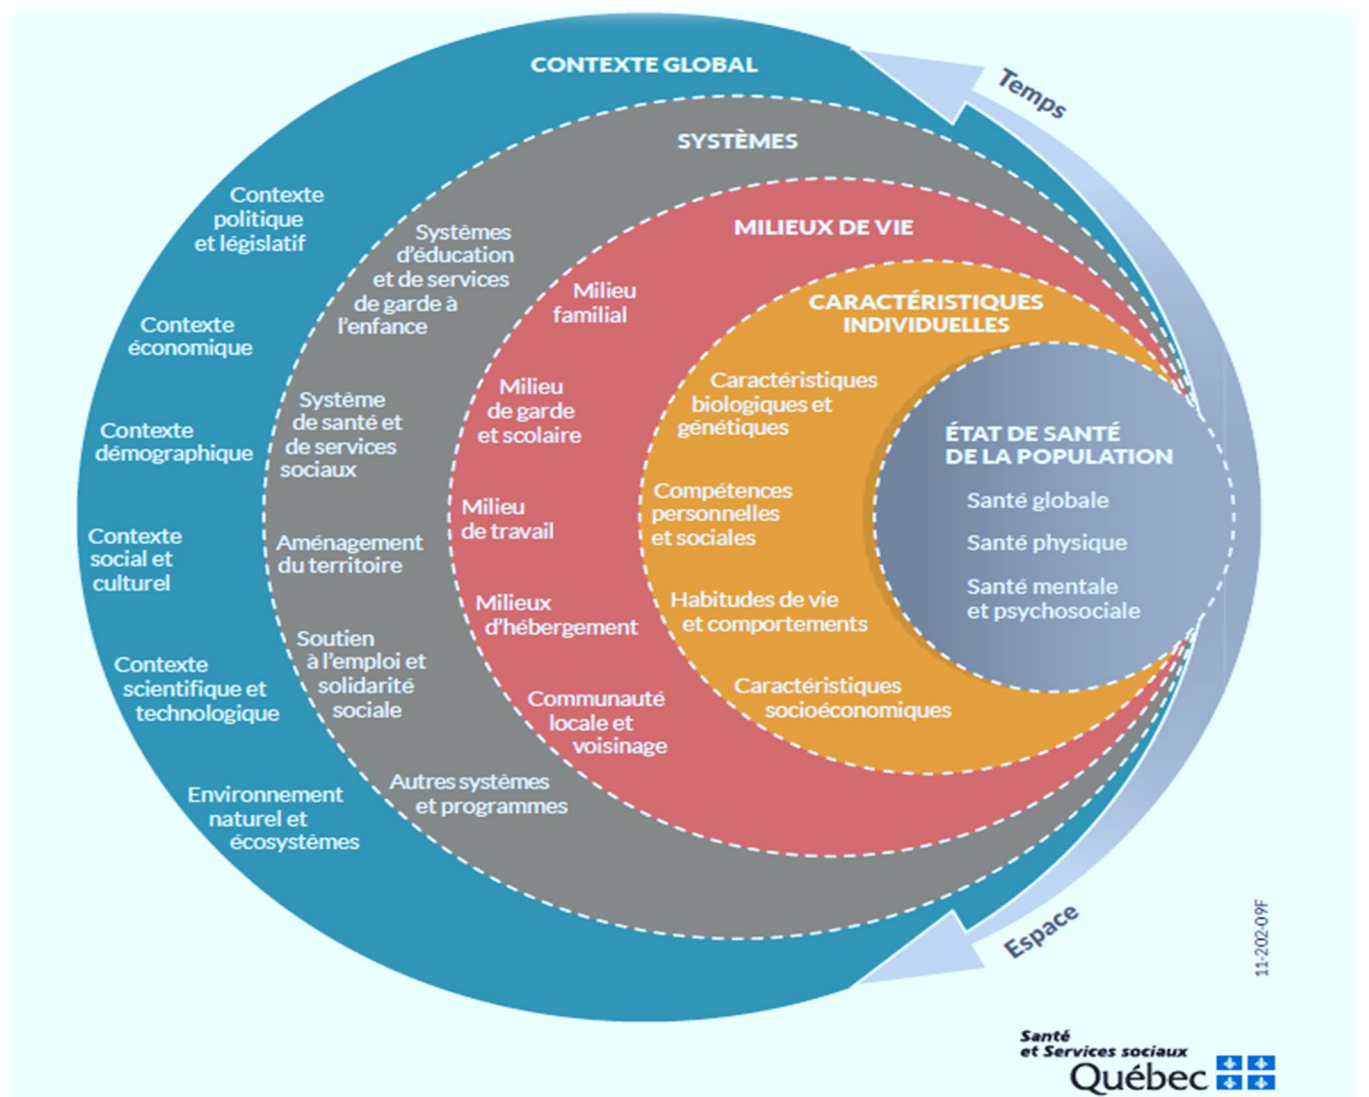 CONTEXTE GLOBAL
Temps
SYSTÈMES
MILIEUX DE VIE
CARACTÉRISTIQUES
INDIVIDUELLES
ÉTAT DE SANTÉ
DE LA POPULATION
Santé globale
Santé physique
Santé mentale
et psychosociale
Contexte
politique
et législatif
Contexte
économique
Contexte
démographique
Contexte
social et
culturel
Contexte
scientifique et
technologique
Environnement
naturel et
écosystèmes
Systèmes
d'éducation
et de services
de garde à
l'enfance
Système
de santé et
de services
sociaux
Aménagement
du territoire
Soutien
à l'emploi et
solidarité
sociale
Autres systèmes
et programmes
Milieu
familial
Milieu
de garde
et scolaire
Milieu
de travail
Milieux
d'hébergement
Communauté
locale et
voisinage
Caractéristiques
biologiques et
génétiques
Compétences
personnelles
et sociales
Habitudes de vie
et comportements
Caractéristiques
socioéconomiques
Espace
11-202-09F
Santé
et Services sociaux
Québec